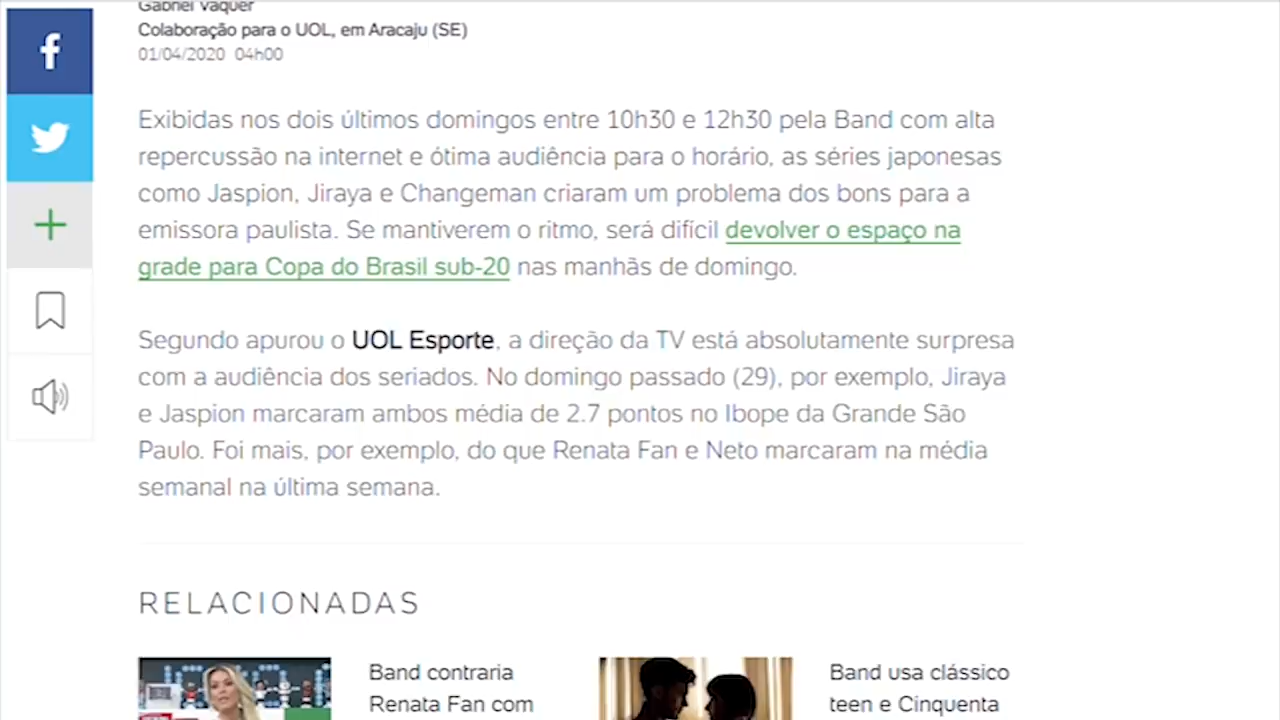 Gabriel Vaquer
Colaboração para o UOL, em Aracaju (SE)
01/04/2020 04h00
Exibidas nos dois últimos domingos entre 10h30 e 12h30 pela Band com alta
repercussão na internet e ótima audiência para o horário, as séries japonesas
como Jaspion, Jiraya e Changeman criaram um problema dos bons para a
emissora paulista. Se mantiverem o ritmo, será difícil devolver o espaço na
grade para Copa do Brasil sub-20 nas manhãs de domingo.
Segundo apurou o UOL Esporte, a direção da TV está absolutamente surpresa
com a audiência dos seriados. No domingo passado (29), por exemplo, Jiraya
e Jaspion marcaram ambos média de 2.7 pontos no Ibope da Grande São
Paulo. Foi mais, por exemplo, do que Renata Fan e Neto marcaram na média
semanal na última semana.
RELACIONADAS
Band contraria
Renata Fan com
Band usa clássico
teen e Cinquenta